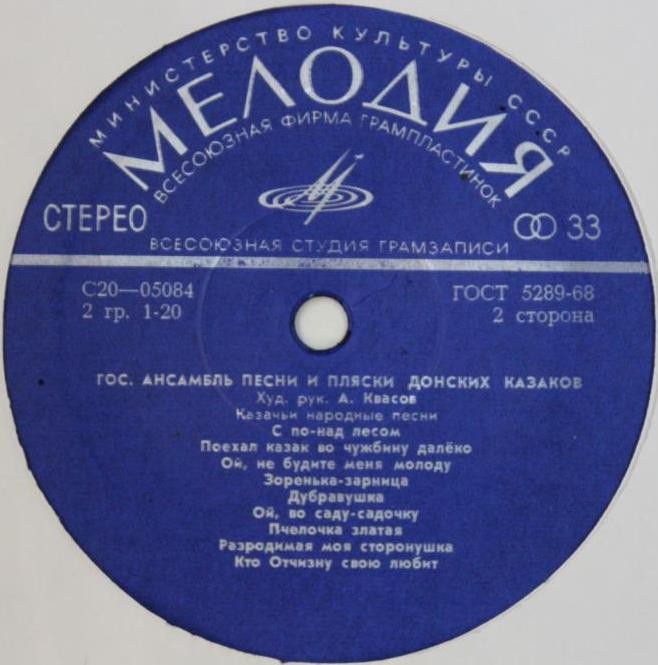 МИНИСТЕРСТВО КУЛЬТУРЫ СССР
МЕЛОДИЯ
ВСЕСОЮЗНАЯ ФИРМА ГРАМПЛАСТИНОК
СТЕРЕО
33
ВСЕСОЮЗНАЯ СТУДИЯ ГРАМЗАПИСИ
С20—05084
ГОСТ 5289-68
2 гр. 1-20
2 сторона
ГОС. АНСАМБЛЬ ПЕСНИ И ПЛЯСКИ ДОНСКИХ КАЗАКОВ
Худ. рук. А. Квасов
Казачьи народные песни
С по-над лесом
Поехал казак во чужбину далёко
Ой, не будите меня молоду
Зоренька-зарница
Дубравушка
Ой, во саду-садочку
Пчелочка златая
Разродимая моя сторонушка
Кто Отчизну свою любит